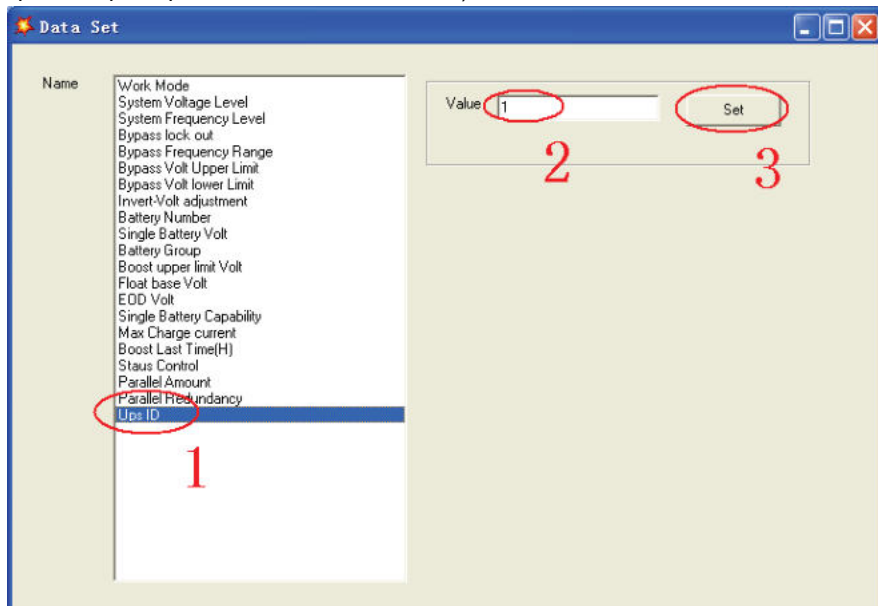 Data Set
Name
Work Mode
System Voltage Level
System Frequency Level
Bypass lock out
Bypass Frequency Range
Bypass Volt Upper Limit
Bypass Volt lower Limit
Invert-Volt adjustment
Battery Number
Single Battery Volt
Battery Group
Boost upper limit Volt
Float base Volt
EOD Volt
Single Battery Capability
Max Charge current
Boost Last Time(H)
Staus Control
Parallel Amount
Parallel Redundancy
Ups ID
1
Value 1 Set
2 3